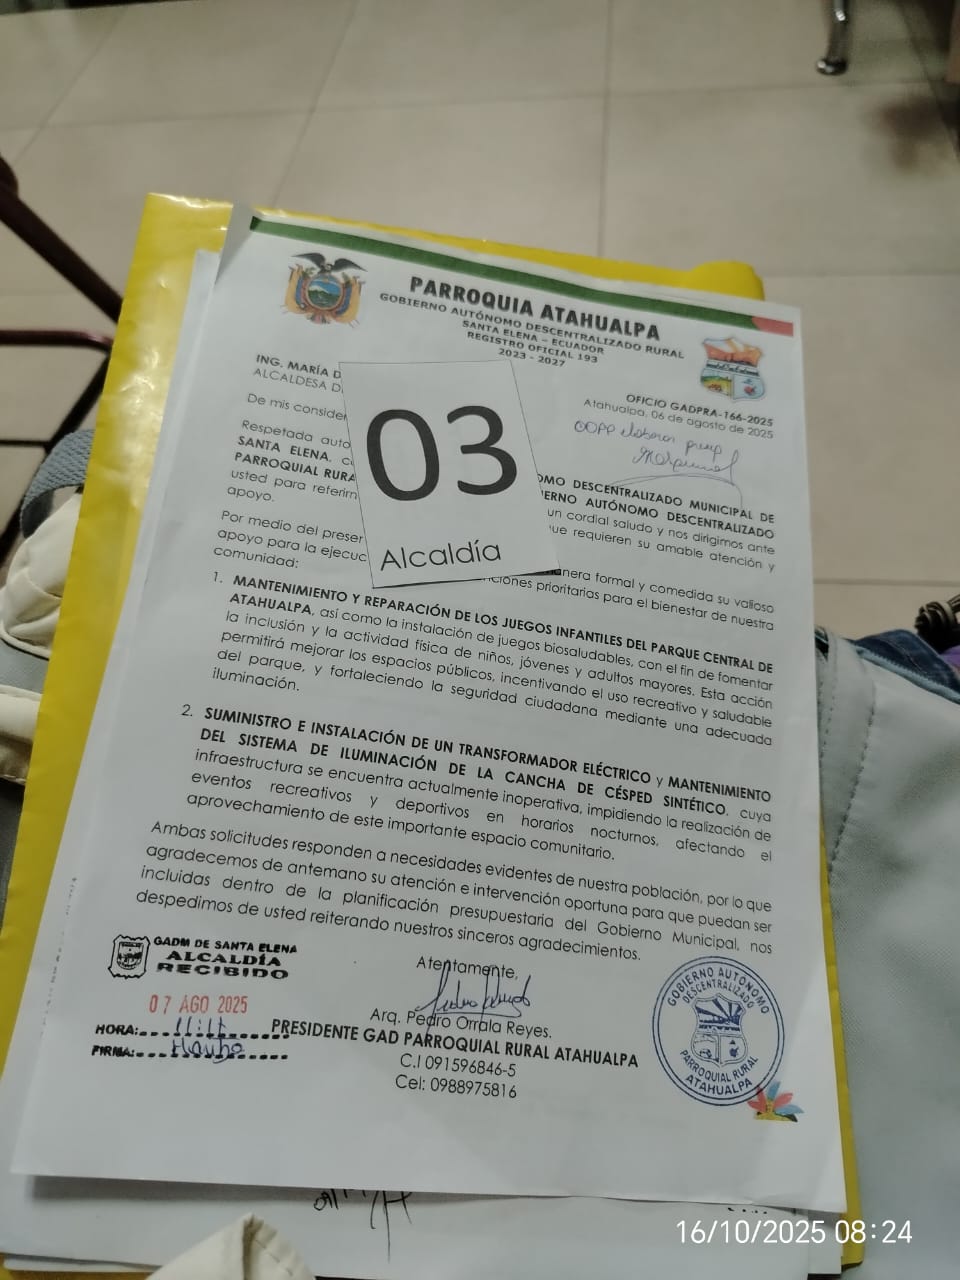 PARROQUIA ATAHUALPA
GOBIERNO AUTÓNOMO DESCENTRALIZADO RURAL
SANTA ELENA – ECUADOR
REGISTRO OFICIAL 193
2023 - 2027
ING. MARÍA D
ALCALDESA D
OFICIO GADPRA-166-2025
Atahualpa, 06 de agosto de 2025
OOPP elaborar
De mis consider
03
Alcaldía
Respetada auto
OMO DESCENTRALIZADO MUNICIPAL DE
SANTA ELENA, c
IERNO AUTÓNOMO DESCENTRALIZADO
PARROQUIAL RURA
un cordial saludo y nos dirigimos ante
usted para referirn
que requieren su amable atención y
apoyo.
Por medio del preser
anera formal y comedida su valioso
apoyo para la ejecuc
ciones prioritarias para el bienestar de nuestra
comunidad:
1. MANTENIMIENTO Y REPARACIÓN DE LOS JUEGOS INFANTILES DEL PARQUE CENTRAL DE
ATAHUALPA, así como la instalación de juegos biosaludables, con el fin de fomentar
la inclusión y la actividad física de niños, jóvenes y adultos mayores. Esta acción
permitirá mejorar los espacios públicos, incentivando el uso recreativo y saludable
del parque, y fortaleciendo la seguridad ciudadana mediante una adecuada
iluminación.
2. SUMINISTRO E INSTALACIÓN DE UN TRANSFORMADOR ELÉCTRICO y MANTENIMIENTO
DEL SISTEMA DE ILUMINACIÓN DE LA CANCHA DE CÉSPED SINTÉTICO, cuya
infraestructura se encuentra actualmente inoperativa, impidiendo la realización de
eventos recreativos y deportivos en horarios nocturnos, afectando el
aprovechamiento de este importante espacio comunitario.
Ambas solicitudes responden a necesidades evidentes de nuestra población, por lo que
agradecemos de antemano su atención e intervención oportuna para que puedan ser
incluidas dentro de la planificación presupuestaria del Gobierno Municipal, nos
despedimos de usted reiterando nuestros sinceros agradecimientos.
GADM DE SANTA ELENA
ALCALDÍA
RECIBIDO
07 AGO 2025
HORA:
FIRMA:
Atentamente,
Arq. Pedro Orrala Reyes.
PRESIDENTE GAD PARROQUIAL RURAL ATAHUALPA
C.I 091596846-5
Cel: 0988975816
GOBIERNO AUTÓNOMO
DESCENTRALIZADO
PARROQUIAL RURAL
ATAHUALPA
16/10/2025 08:24